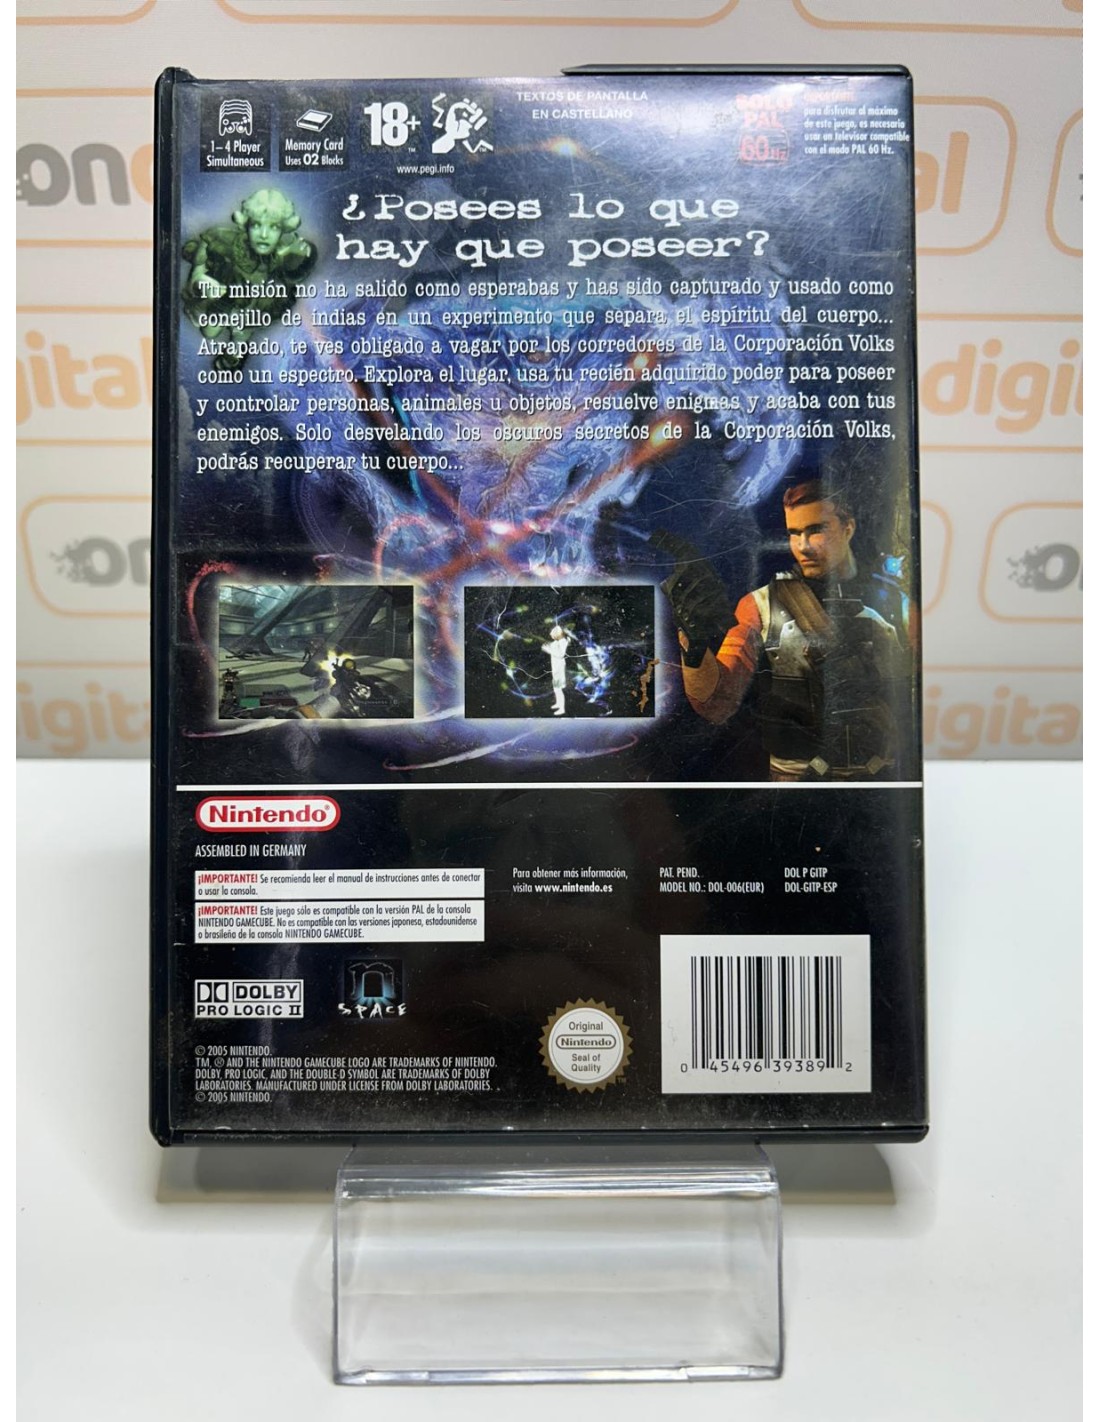 1-4 Player
Simultaneous
Memory Card
Uses 02 Blocks
18+
™
www.pegi.info
TEXTOS DE PANTALLA
EN CASTELLANO
SOLO
PAL
60Hz
IMPORTANTE
para disfrutar al máximo
de este juego, es necesario
usar un televisor compatible
con el modo PAL 60 Hz.
¿Posees lo que
hay que poseer?
Tu misión no ha salido como esperabas y has sido capturado y usado como
conejillo de indias en un experimento que separa el espíritu del cuerpo...
Atrapado, te ves obligado a vagar por los corredores de la Corporación Volks
como un espectro. Explora el lugar, usa tu recién adquirido poder para poseer
y controlar personas, animales u objetos, resuelve enigmas y acaba con tus
enemigos. Solo desvelando los oscuros secretos de la Corporación Volks,
podrás recuperar tu cuerpo...
Nintendo®
ASSEMBLED IN GERMANY
¡IMPORTANTE! Se recomienda leer el manual de instrucciones antes de conectar
o usar la consola.
¡IMPORTANTE! Este juego sólo es compatible con la versión PAL de la consola
NINTENDO GAMECUBE. No es compatible con las versiones japonesa, estadounidense
o brasileña de la consola NINTENDO GAMECUBE.
Para obtener más información,
visita www.nintendo.es
PAT. PEND.
MODEL NO.: DOL-006(EUR)
DOL P GITP
DOL-GITP-ESP
DOLBY
PRO LOGIC II
n
SPACE
Original
Nintendo
Seal of
Quality
™
0 45496 39389 2
© 2005 NINTENDO.
TM, ® AND THE NINTENDO GAMECUBE LOGO ARE TRADEMARKS OF NINTENDO.
DOLBY, PRO LOGIC, AND THE DOUBLE-D SYMBOL ARE TRADEMARKS OF DOLBY
LABORATORIES. MANUFACTURED UNDER LICENSE FROM DOLBY LABORATORIES.
© 2005 NINTENDO.